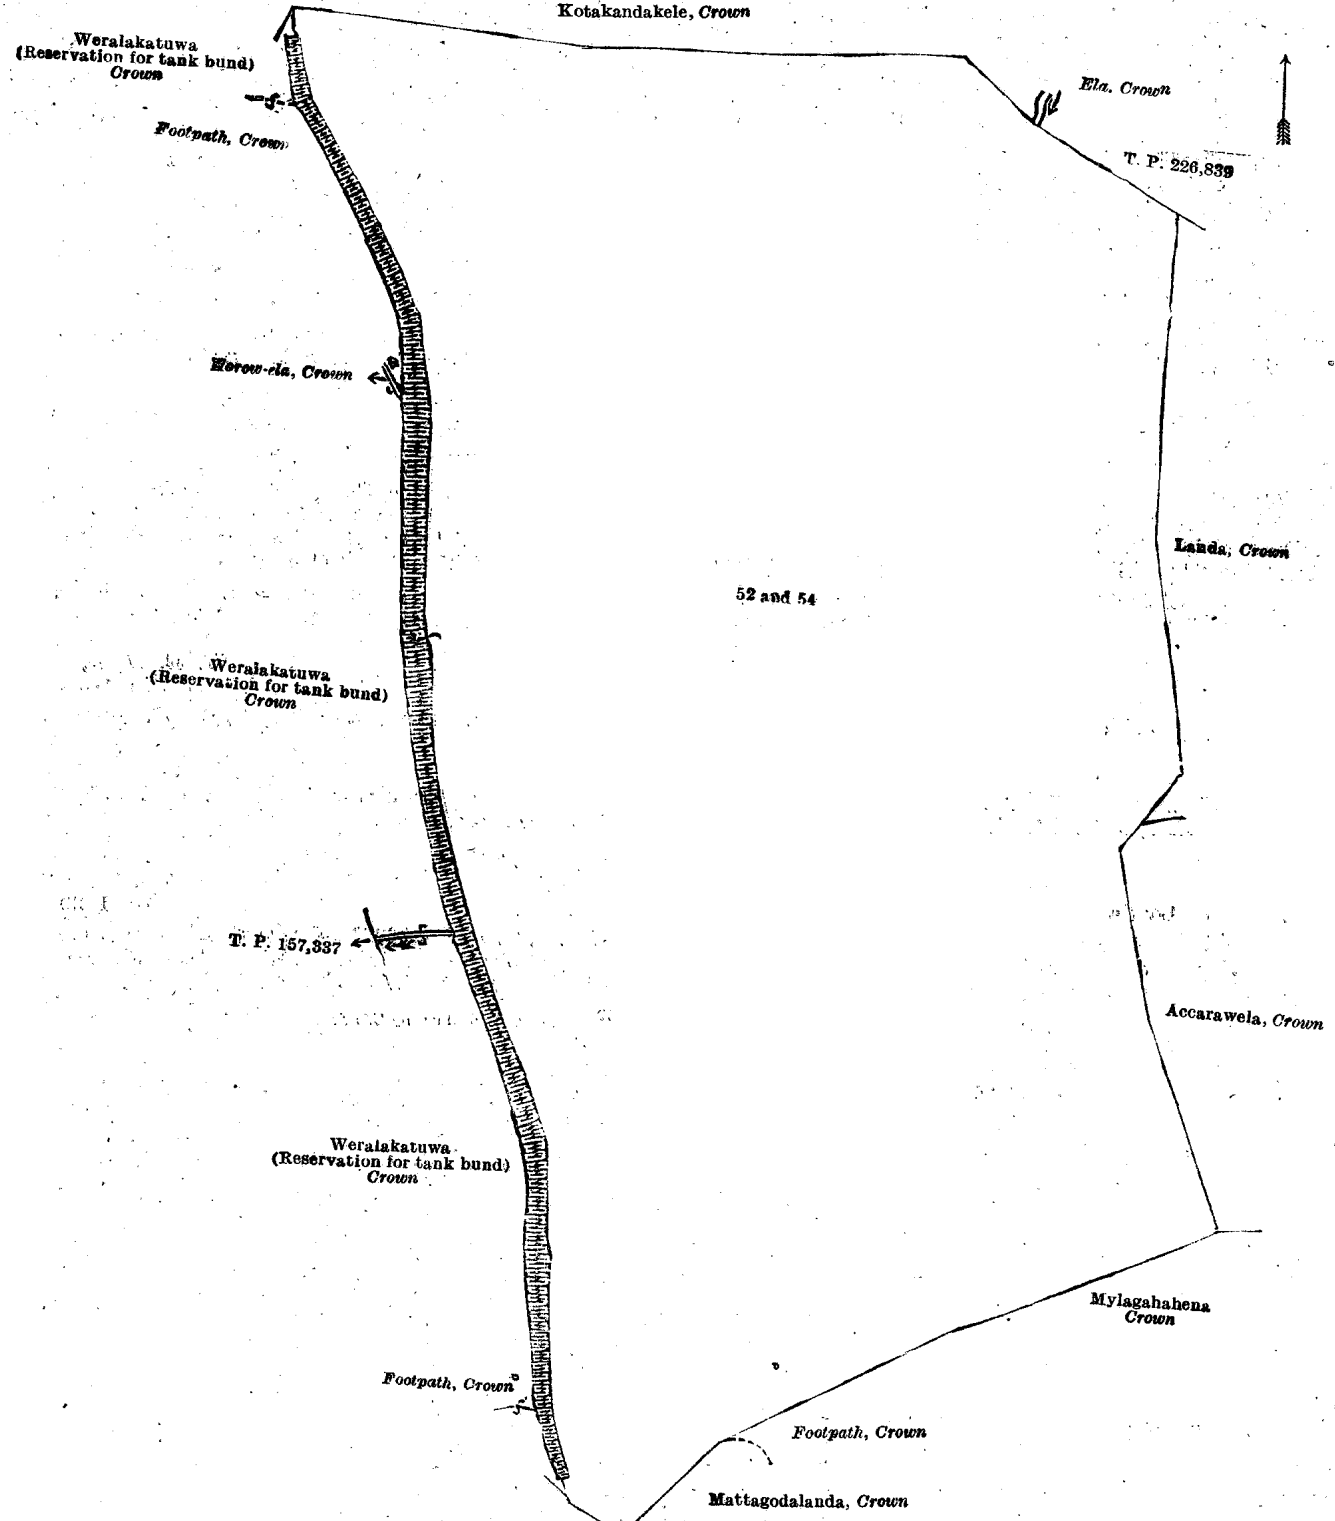 Kotakandakele, Crown
Weralakatuwa
(Reservation for tank bund)
Crown
Ela. Crown
Footpath, Crown
T. P. 226,839
Horow-ela, Crown
Landa, Crown
52 and 54
Weralakatuwa
(Reservation for tank bund)
Crown
T. P. 157,337
Accarawela, Crown
Weralakatuwa
(Reservation for tank bund)
Crown
Mylagahahena
Crown
Footpath, Crown
Footpath, Crown
Mattagodalanda, Crown